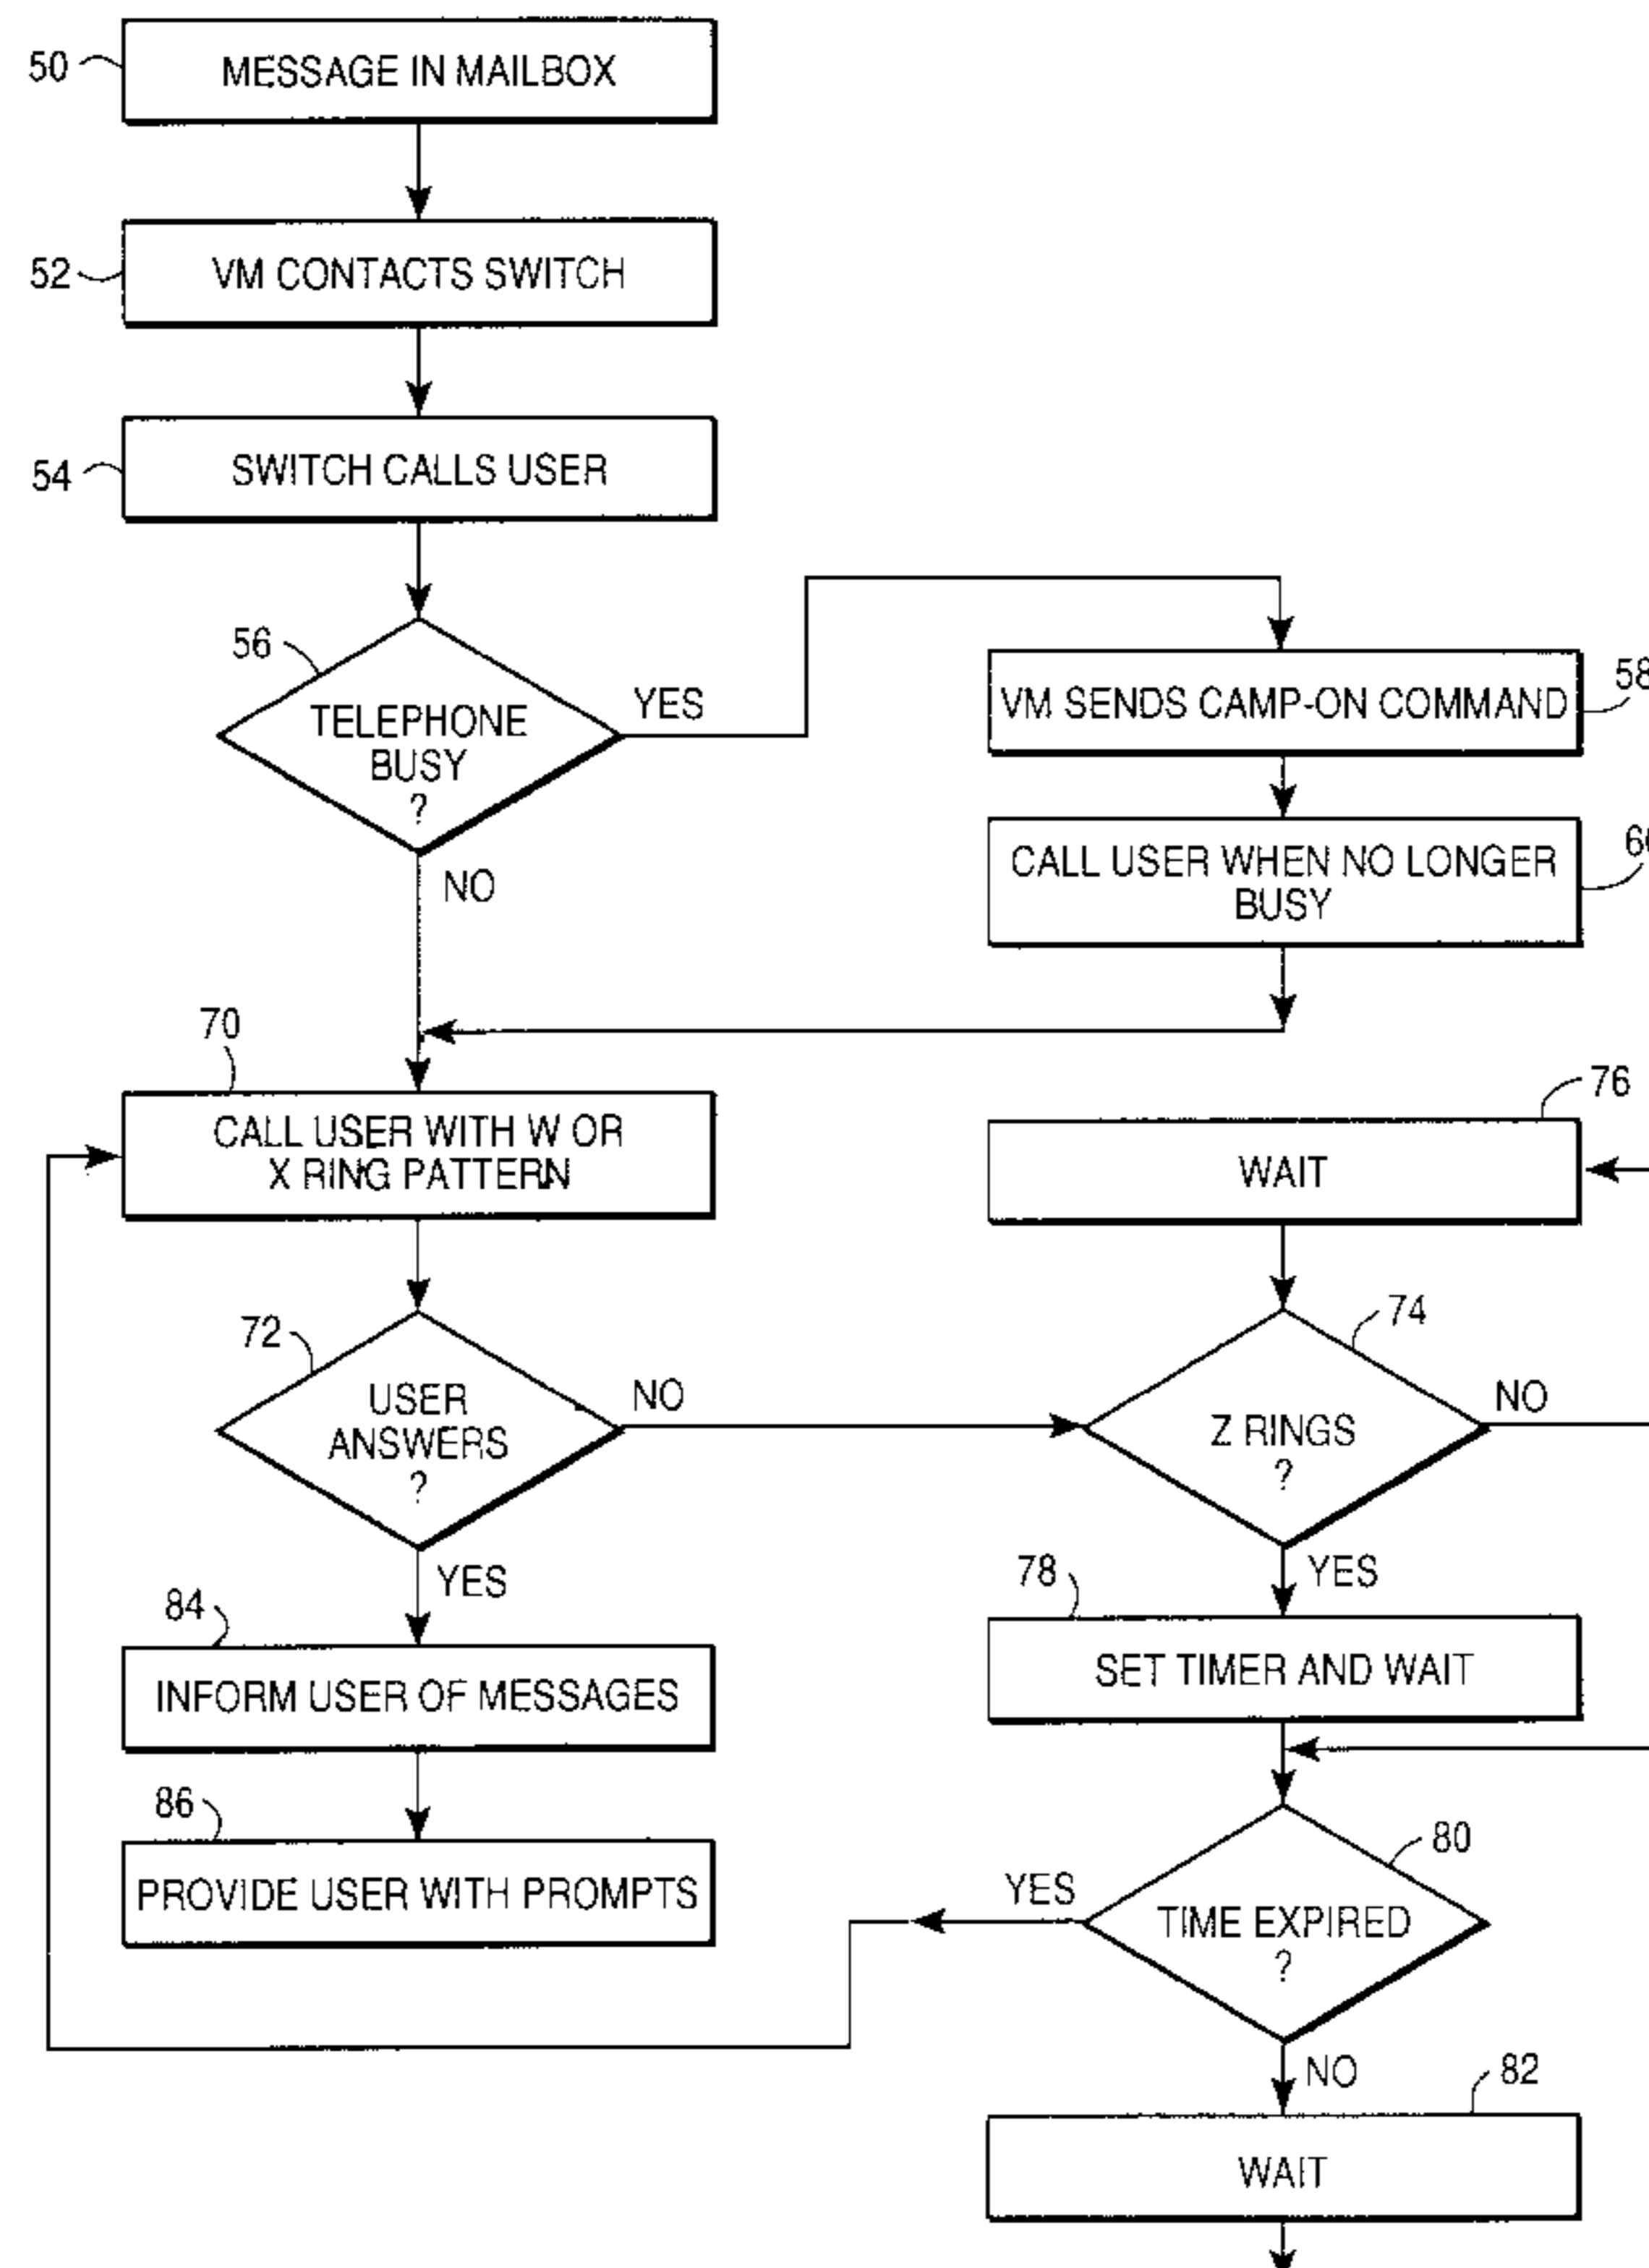 50
MESSAGE IN MAILBOX
52
VM CONTACTS SWITCH
54
SWITCH CALLS USER
56
TELEPHONE
BUSY
?
YES
NO
VM SENDS CAMP-ON COMMAND
58
CALL USER WHEN NO LONGER
BUSY
70
CALL USER WITH W OR
X RING PATTERN
76
WAIT
72
USER
ANSWERS
?
NO
YES
74
Z RINGS
?
NO
YES
84
INFORM USER OF MESSAGES
78
SET TIMER AND WAIT
86
PROVIDE USER WITH PROMPTS
80
TIME EXPIRED
?
YES
NO
82
WAIT